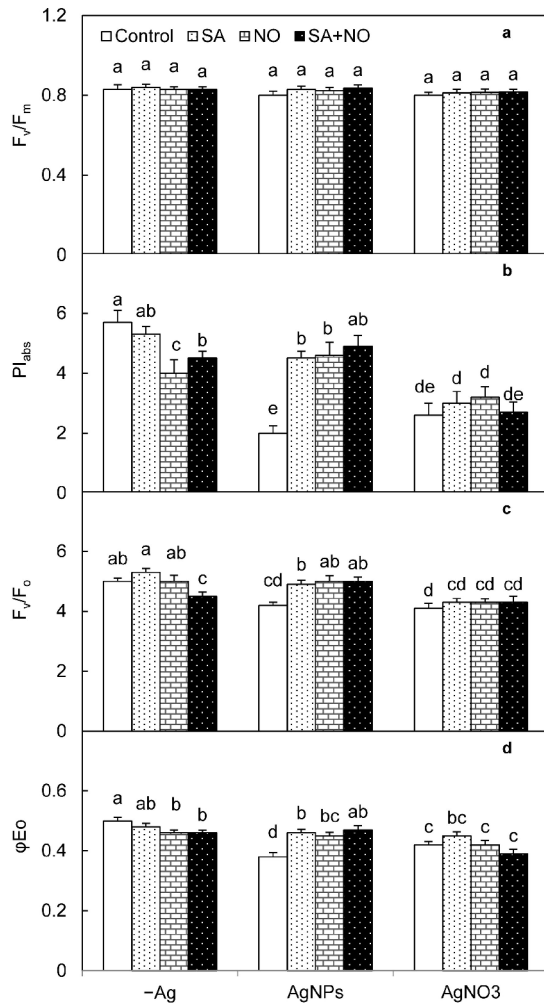 1.2
Control SA NO SA+NO a
a a a a a a a a a a a a
0.8
Fv/Fm
0.4
0
b
6
a ab c b e b b ab de d d de
4
PIabs
2
0
c
6
ab a ab c cd b ab ab d cd cd cd
4
Fv/Fo
2
0
d
0.6
a ab b b d b bc ab c bc c c
0.4
φEo
0.2
0
−Ag AgNPs AgNO3